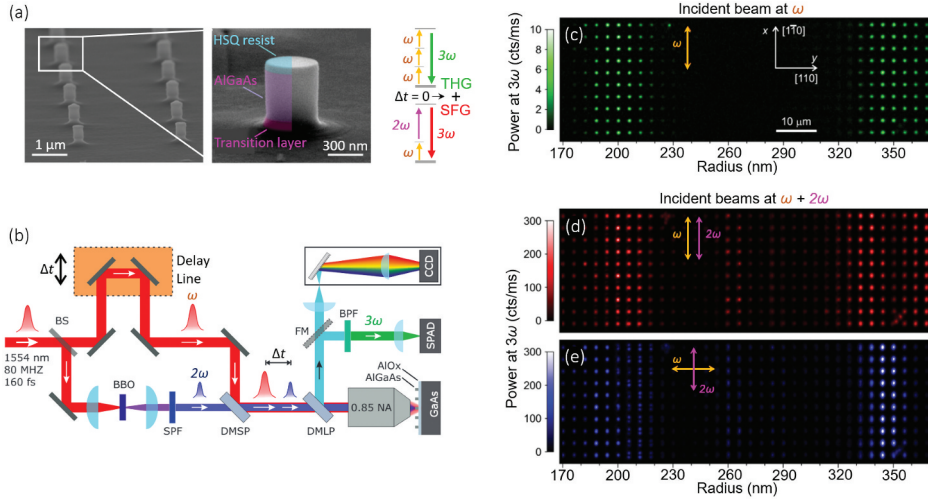 (a)
HSQ resist
AlGaAs
Transition layer
1 μm
300 nm
ω
ω
ω
3ω
THG
Δt = 0 → +
SFG
2ω
3ω
ω
(b)
Δt
Delay
Line
BS
ω
1554 nm
80 MHZ
160 fs
BBO
2ω
SPF
DMSP
Δt
DMLP
FM
BPF
3ω
SPAD
CCD
AlOx
AlGaAs
0.85 NA
GaAs
Incident beam at ω
(c)
ω
x
[11̅0]
y
[110]
10 μm
Power at 3ω (cts/ms)
10
8
6
4
2
0
170 200 230 260 290 320 350
Radius (nm)
Incident beams at ω + 2ω
(d)
ω
2ω
Power at 3ω (cts/ms)
300
200
100
0
(e)
ω
2ω
Power at 3ω (cts/ms)
300
200
100
0
170 200 230 260 290 320 350
Radius (nm)